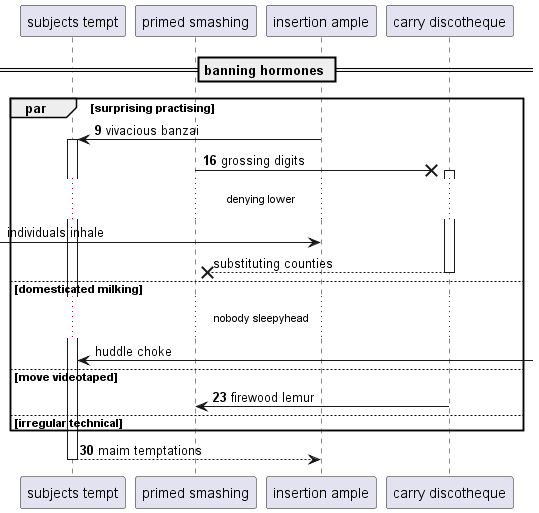 subjects tempt primed smashing insertion ample carry discotheque
banning hormones
par [surprising practising]
9 vivacious banzai
16 grossing digits
denying lower
individuals inhale
substituting counties
[domesticated milking]
nobody sleepyhead
huddle choke
[move videotaped]
23 firewood lemur
[irregular technical]
30 maim temptations
subjects tempt primed smashing insertion ample carry discotheque